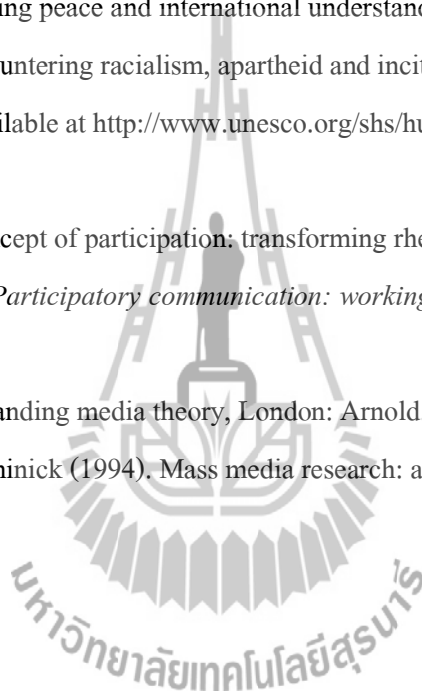 ing peace and international understand
untering racialism, apartheid and incit
ilable at http://www.unesco.org/shs/hu
cept of participation: transforming rhe
Participatory communication: working
anding media theory, London: Arnold.
ninick (1994). Mass media research: a
มหาวิทยาลัยเทคโนโลยีสุรนารี